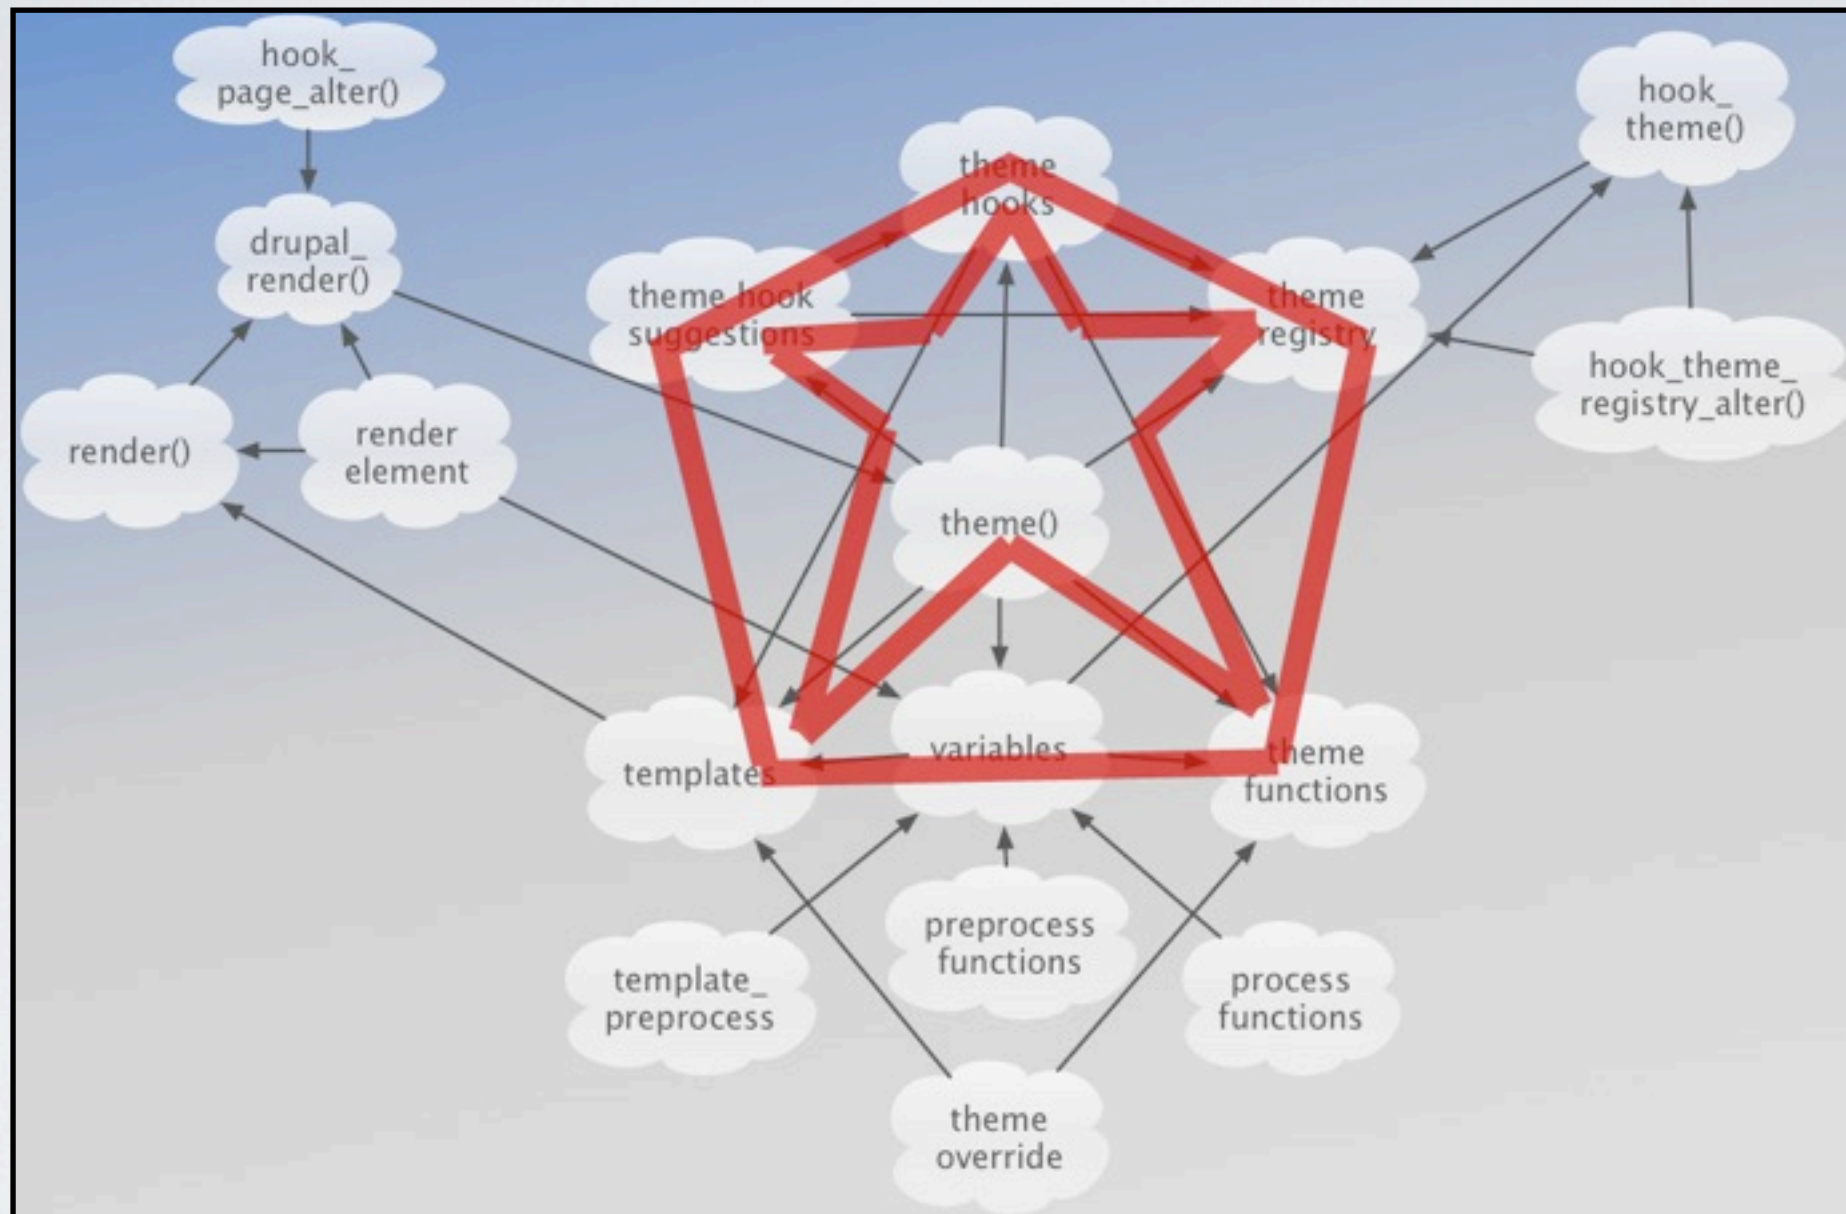 hook_
page_alter()
hook_
theme()
theme
hooks
drupal_
render()
theme hook
suggestions
theme
registry
hook_theme_
registry_alter()
render()
render
element
theme()
templates
variables
theme
functions
template_
preprocess
preprocess
functions
process
functions
theme
override